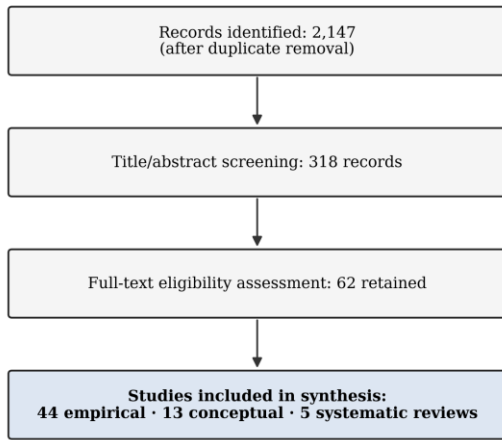 Records identified: 2,147
(after duplicate removal)
Title/abstract screening: 318 records
Full-text eligibility assessment: 62 retained
Studies included in synthesis:
44 empirical · 13 conceptual · 5 systematic reviews